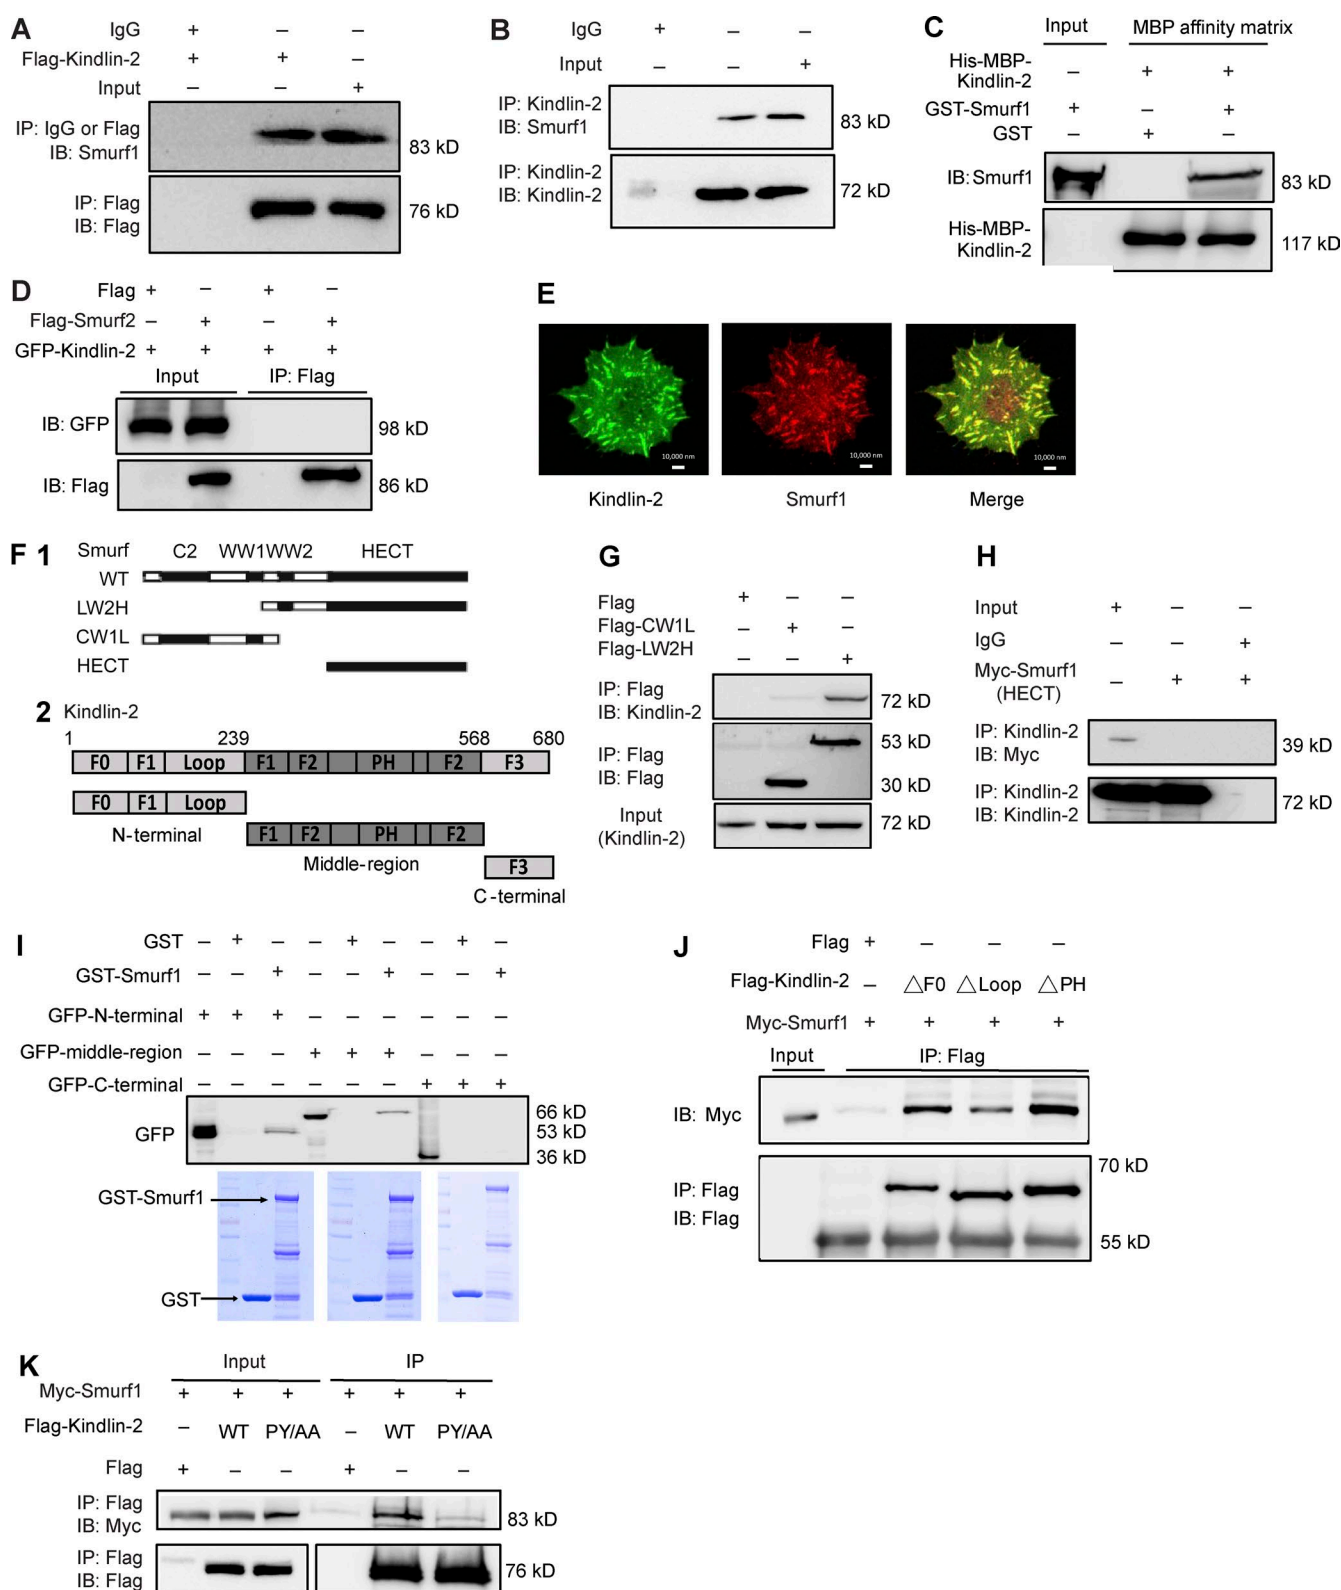 A
IgG + – –
Flag-Kindlin-2 + + –
Input – – +
IP: IgG or Flag
IB: Smurf1
83 kD
IP: Flag
IB: Flag
76 kD
B
IgG + – –
Input – – +
IP: Kindlin-2
IB: Smurf1
83 kD
IP: Kindlin-2
IB: Kindlin-2
72 kD
C
Input MBP affinity matrix
His-MBP-
Kindlin-2 – + +
GST-Smurf1 + – +
GST – + –
IB: Smurf1
83 kD
His-MBP-
Kindlin-2
117 kD
D
Flag + – + –
Flag-Smurf2 – + – +
GFP-Kindlin-2 + + + +
Input IP: Flag
IB: GFP 98 kD
IB: Flag 86 kD
E
10,000 nm 10,000 nm 10,000 nm
Kindlin-2 Smurf1 Merge
F 1
Smurf C2 WW1WW2 HECT
WT
LW2H
CW1L
HECT
2 Kindlin-2
1 239 568 680
F0 F1 Loop F1 F2 PH F2 F3
F0 F1 Loop
N-terminal
F1 F2 PH F2
Middle-region
F3
C-terminal
G
Flag + – –
Flag-CW1L – + –
Flag-LW2H – – +
IP: Flag
IB: Kindlin-2
72 kD
IP: Flag
IB: Flag
53 kD
30 kD
Input
(Kindlin-2)
72 kD
H
Input + – –
IgG – – +
Myc-Smurf1
(HECT) – + +
IP: Kindlin-2
IB: Myc
39 kD
IP: Kindlin-2
IB: Kindlin-2
72 kD
I
GST – + – – + – – + –
GST-Smurf1 – – + – – + – – +
GFP-N-terminal + + + – – – – – –
GFP-middle-region – – – + + + – – –
GFP-C-terminal – – – – – – + + +
GFP
66 kD
53 kD
36 kD
GST-Smurf1
GST
J
Flag + – – –
Flag-Kindlin-2 – △F0 △Loop △PH
Myc-Smurf1 + + + +
Input IP: Flag
IB: Myc
IP: Flag
IB: Flag
70 kD
55 kD
K
Input IP
Myc-Smurf1 + + + + + +
Flag-Kindlin-2 – WT PY/AA – WT PY/AA
Flag + – – + – –
IP: Flag
IB: Myc
83 kD
IP: Flag
IB: Flag
76 kD